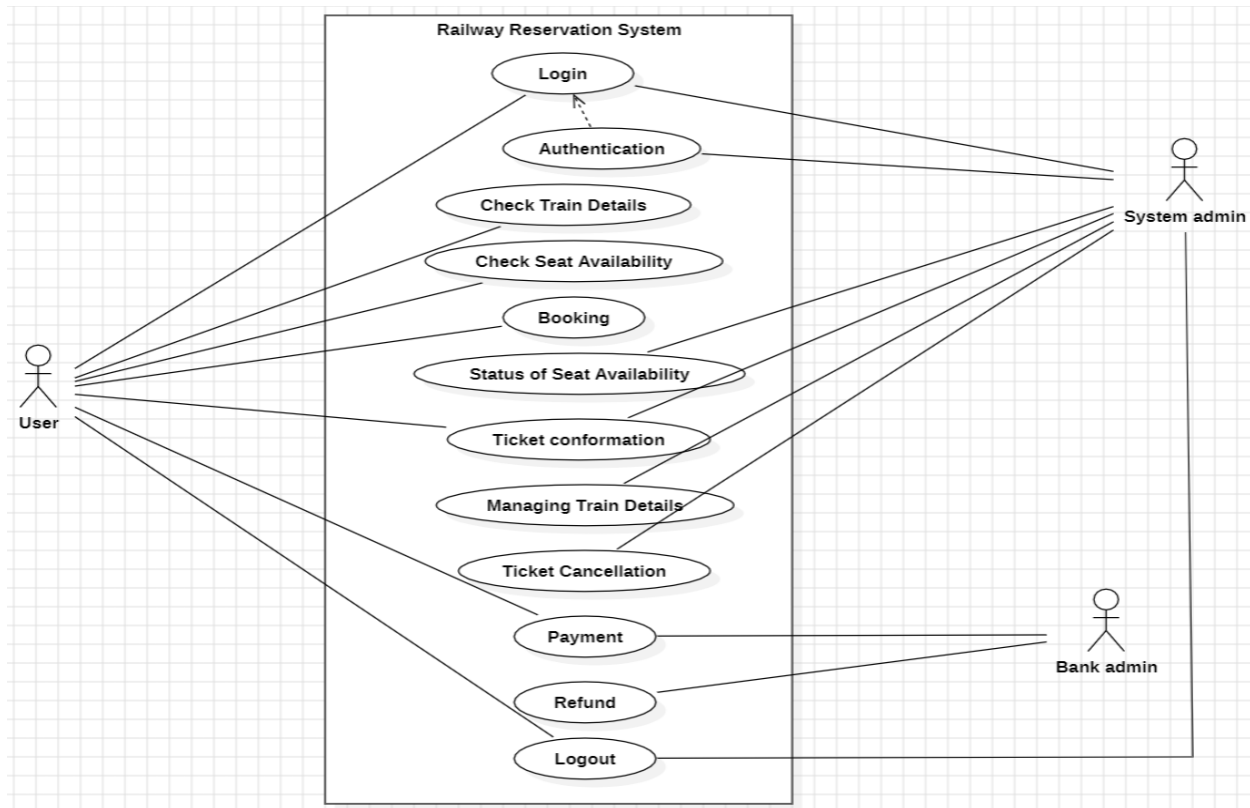 Railway Reservation System
Login
Authentication
System admin
Check Train Details
Check Seat Availability
Booking
Status of Seat Availability
User
Ticket conformation
Managing Train Details
Ticket Cancellation
Payment
Bank admin
Refund
Logout